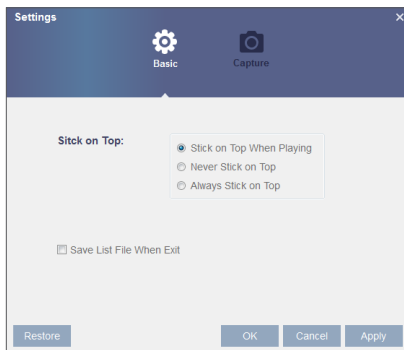 Settings
Basic Capture
Sitck on Top:
Stick on Top When Playing
Never Stick on Top
Always Stick on Top
Save List File When Exit
Restore OK Cancel Apply